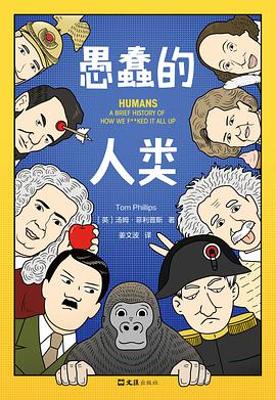 愚蠢的
HUMANS
A BRIEF HISTORY OF
HOW WE F**KED IT ALL UP
人类
Tom Phillips
[英] 汤姆·菲利普斯 著
姜文波 译
文汇出版社